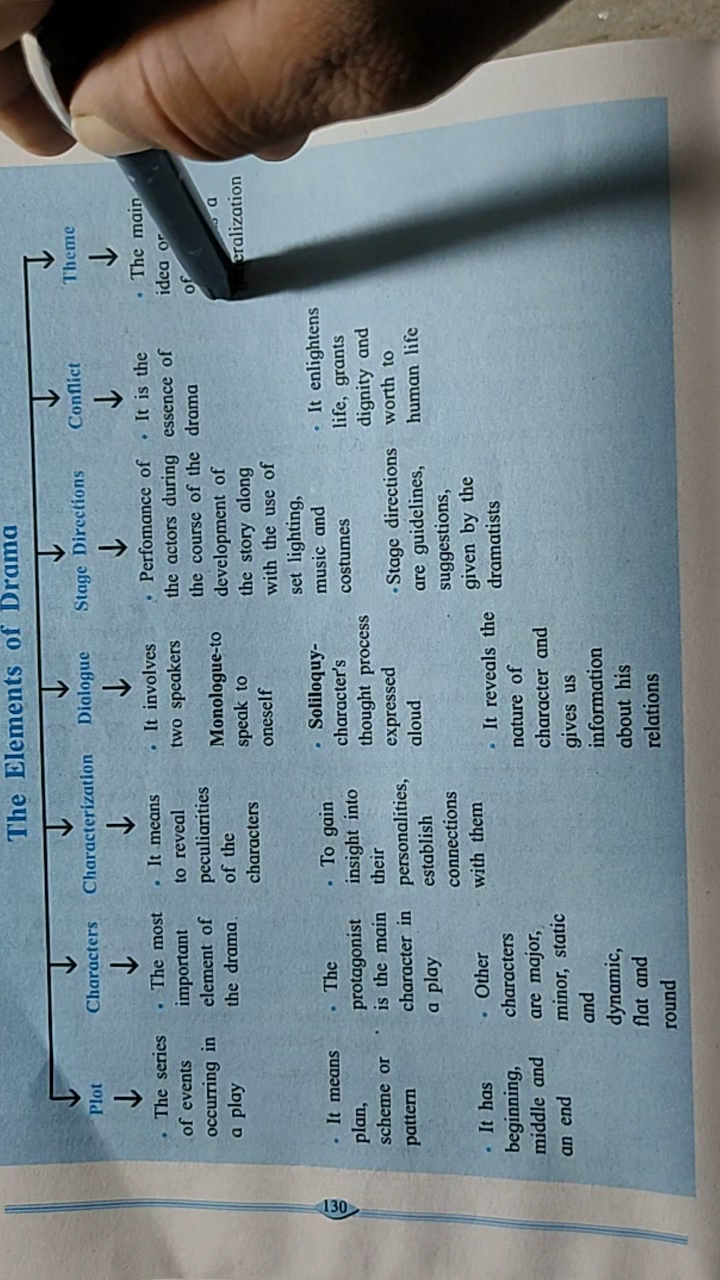 The Elements of Drama
Plot
• The series
of events
occurring in
a play
• It means
plan,
scheme or
pattern
• It has
beginning,
middle and
an end
Characters
• The most
important
element of
the drama.
• The
protagonist
is the main
character in
a play
• Other
characters
are major,
minor, static
and
dynamic,
flat and
round
Characterization
• It means
to reveal
peculiarities
of the
characters
• To gain
insight into
their
personalities,
establish
connections
with them
Dialogue
• It involves
two speakers
Monologue-to
speak to
oneself
• Soliloquy-
character's
thought process
expressed
aloud
• It reveals the
nature of
character and
gives us
information
about his
relations
Stage Directions
• Perfomance of
the actors during
the course of the
development of
the story along
with the use of
set lighting,
music and
costumes
• Stage directions
are guidelines,
suggestions,
given by the
dramatists
Conflict
• It is the
essence of
drama
• It enlightens
life, grants
dignity and
worth to
human life
Theme
• The main
idea or
of
a
130